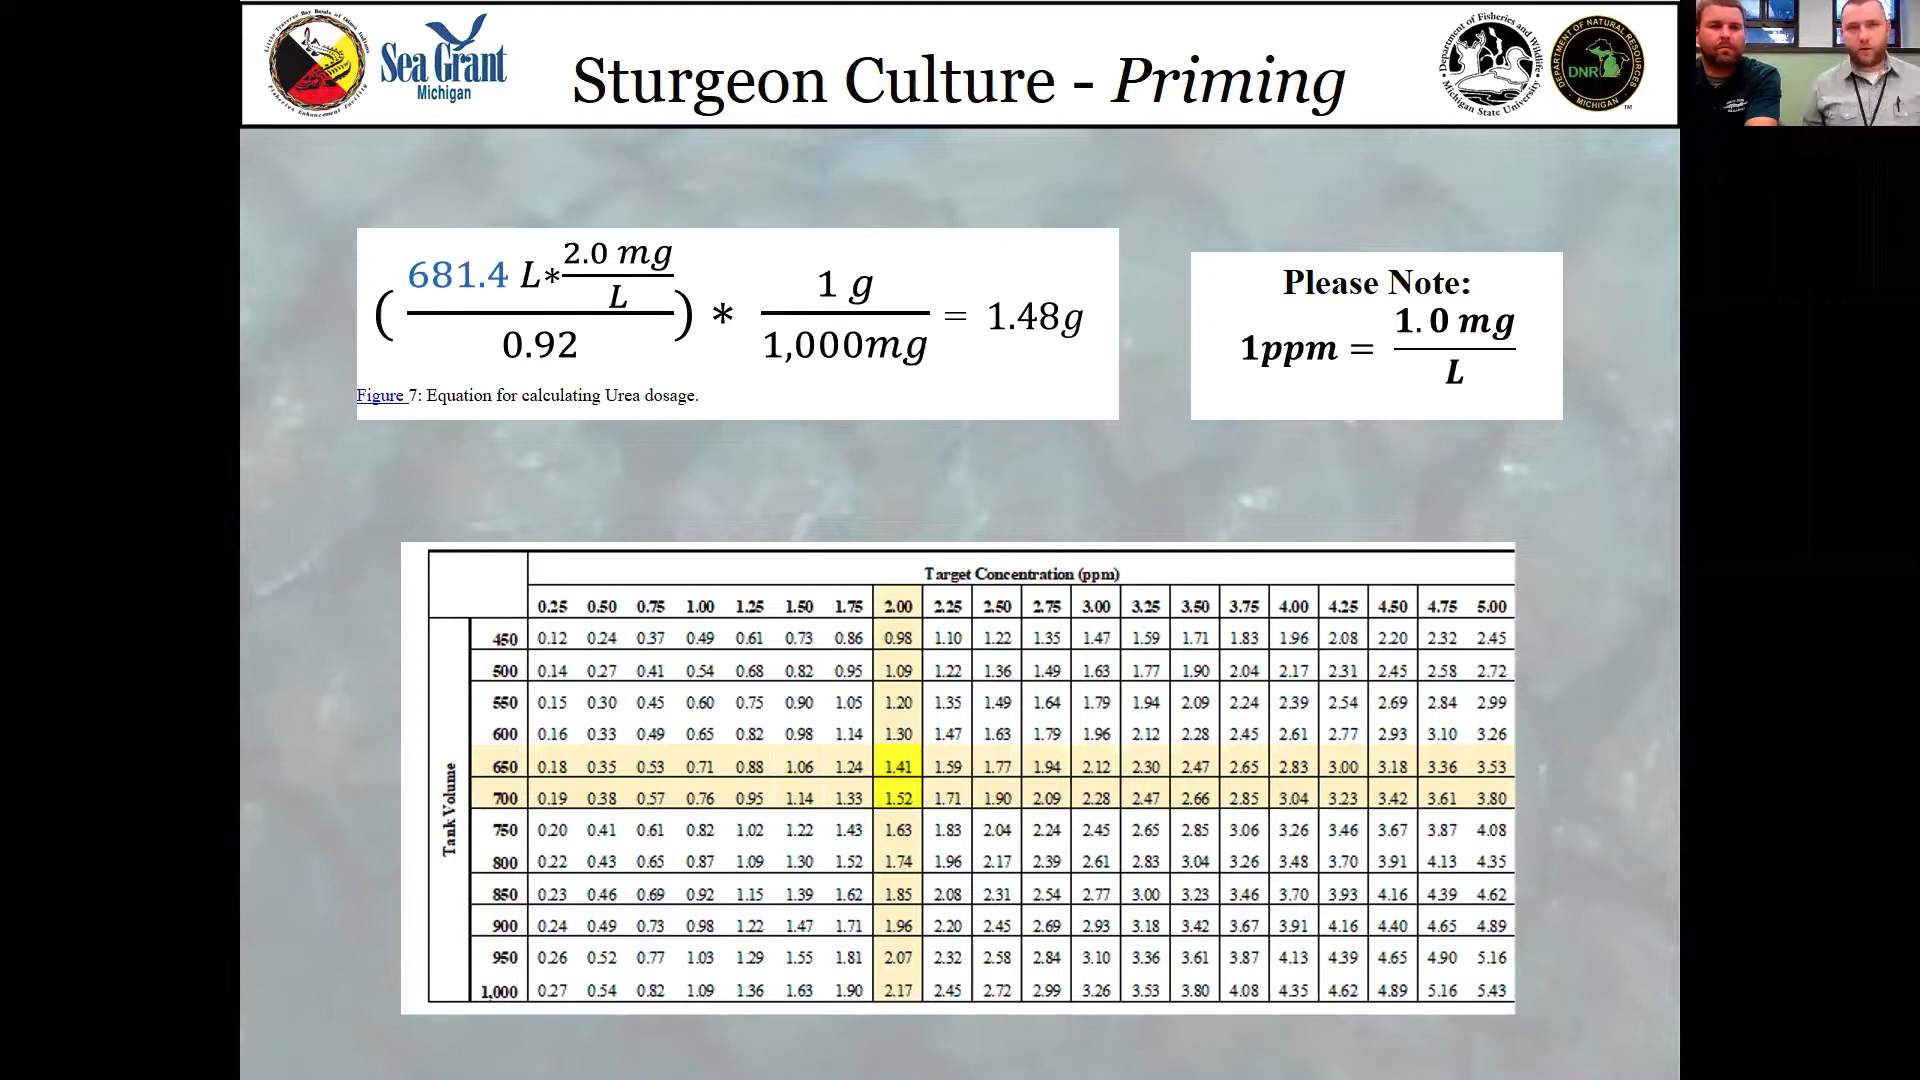 Little Traverse Bay Bands of Odawa Indians
Fisheries Enhancement Facility
Sea Grant
Michigan
Sturgeon Culture - Priming
Department of Fisheries and Wildlife
Michigan State University
DEPARTMENT OF NATURAL RESOURCES
DNR
MICHIGAN
TM
(681.4 L*2.0 mg/L / 0.92) * 1 g / 1,000mg = 1.48g
Figure 7: Equation for calculating Urea dosage.
Please Note:
1ppm = 1.0 mg / L
Target Concentration (ppm)
0.25 0.50 0.75 1.00 1.25 1.50 1.75 2.00 2.25 2.50 2.75 3.00 3.25 3.50 3.75 4.00 4.25 4.50 4.75 5.00
Tank Volume
450 0.12 0.24 0.37 0.49 0.61 0.73 0.86 0.98 1.10 1.22 1.35 1.47 1.59 1.71 1.83 1.96 2.08 2.20 2.32 2.45
500 0.14 0.27 0.41 0.54 0.68 0.82 0.95 1.09 1.22 1.36 1.49 1.63 1.77 1.90 2.04 2.17 2.31 2.45 2.58 2.72
550 0.15 0.30 0.45 0.60 0.75 0.90 1.05 1.20 1.35 1.49 1.64 1.79 1.94 2.09 2.24 2.39 2.54 2.69 2.84 2.99
600 0.16 0.33 0.49 0.65 0.82 0.98 1.14 1.30 1.47 1.63 1.79 1.96 2.12 2.28 2.45 2.61 2.77 2.93 3.10 3.26
650 0.18 0.35 0.53 0.71 0.88 1.06 1.24 1.41 1.59 1.77 1.94 2.12 2.30 2.47 2.65 2.83 3.00 3.18 3.36 3.53
700 0.19 0.38 0.57 0.76 0.95 1.14 1.33 1.52 1.71 1.90 2.09 2.28 2.47 2.66 2.85 3.04 3.23 3.42 3.61 3.80
750 0.20 0.41 0.61 0.82 1.02 1.22 1.43 1.63 1.83 2.04 2.24 2.45 2.65 2.85 3.06 3.26 3.46 3.67 3.87 4.08
800 0.22 0.43 0.65 0.87 1.09 1.30 1.52 1.74 1.96 2.17 2.39 2.61 2.83 3.04 3.26 3.48 3.70 3.91 4.13 4.35
850 0.23 0.46 0.69 0.92 1.15 1.39 1.62 1.85 2.08 2.31 2.54 2.77 3.00 3.23 3.46 3.70 3.93 4.16 4.39 4.62
900 0.24 0.49 0.73 0.98 1.22 1.47 1.71 1.96 2.20 2.45 2.69 2.93 3.18 3.42 3.67 3.91 4.16 4.40 4.65 4.89
950 0.26 0.52 0.77 1.03 1.29 1.55 1.81 2.07 2.32 2.58 2.84 3.10 3.36 3.61 3.87 4.13 4.39 4.65 4.90 5.16
1,000 0.27 0.54 0.82 1.09 1.36 1.63 1.90 2.17 2.45 2.72 2.99 3.26 3.53 3.80 4.08 4.35 4.62 4.89 5.16 5.43